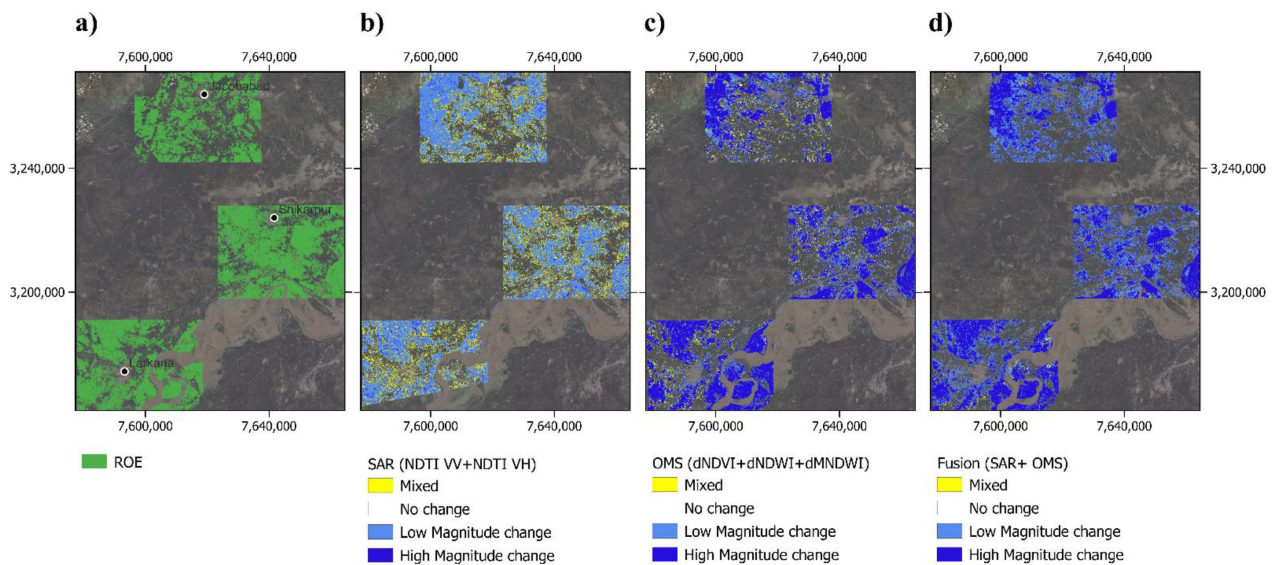 a)
b)
c)
d)
7,600,000 7,640,000 7,600,000 7,640,000 7,600,000 7,640,000 7,600,000 7,640,000
Jacobabad
3,240,000 3,240,000
Shikarpur
3,200,000 3,200,000
Larkana
7,600,000 7,640,000 7,600,000 7,640,000 7,600,000 7,640,000 7,600,000 7,640,000
ROE
SAR (NDTI VV+NDTI VH)
Mixed
No change
Low Magnitude change
High Magnitude change
OMS (dNDVI+dNDWI+dMNDWI)
Mixed
No change
Low Magnitude change
High Magnitude change
Fusion (SAR+ OMS)
Mixed
No change
Low Magnitude change
High Magnitude change